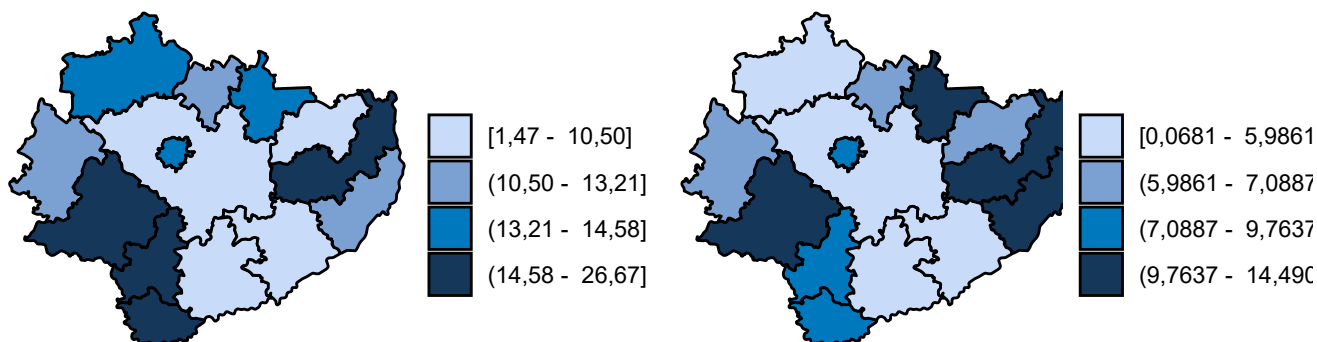 [1,47 - 10,50]
(10,50 - 13,21]
(13,21 - 14,58]
(14,58 - 26,67]
[0,0681 - 5,9861
(5,9861 - 7,0887
(7,0887 - 9,7637
(9,7637 - 14,490